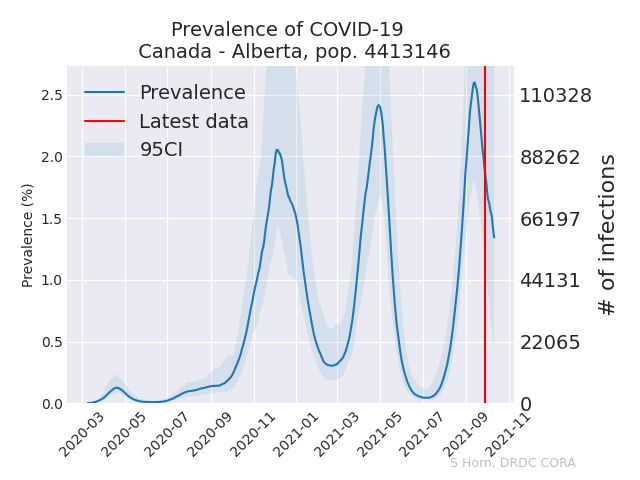 Prevalence of COVID-19
Canada - Alberta, pop. 4413146
Prevalence
Latest data
95CI
Prevalence (%)
2.5
2.0
1.5
1.0
0.5
0.0
110328
88262
66197
44131
22065
0
# of infections
2020-03
2020-05
2020-07
2020-09
2020-11
2021-01
2021-03
2021-05
2021-07
2021-09
2021-11
S Horn, DRDC CORA